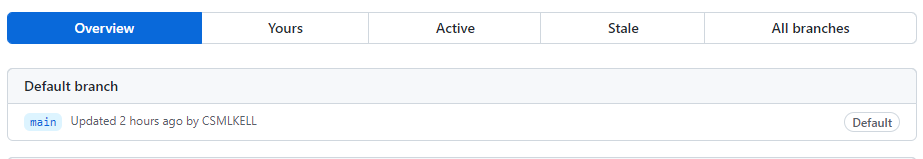 Overview Yours Active Stale All branches
Default branch
main Updated 2 hours ago by CSMLKELL Default